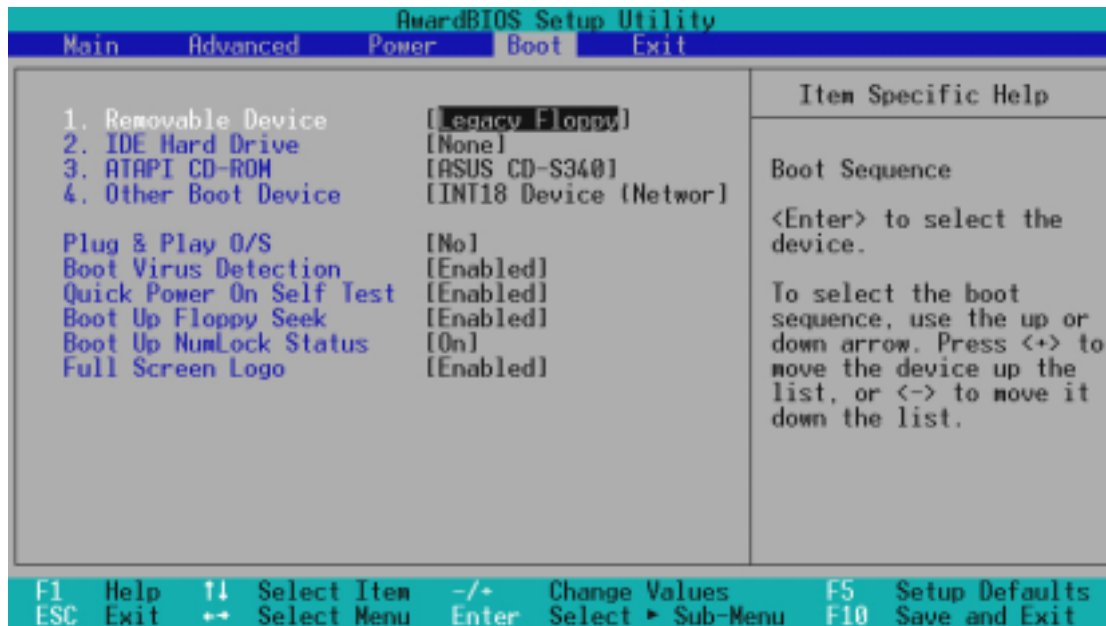 AwardBIOS Setup Utility
Main Advanced Power Boot Exit
1. Removable Device [Legacy Floppy]
2. IDE Hard Drive [None]
3. ATAPI CD-ROM [ASUS CD-S340]
4. Other Boot Device [INT18 Device (Networ]
Plug & Play O/S [No]
Boot Virus Detection [Enabled]
Quick Power On Self Test [Enabled]
Boot Up Floppy Seek [Enabled]
Boot Up NumLock Status [On]
Full Screen Logo [Enabled]
Item Specific Help
Boot Sequence
<Enter> to select the
device.
To select the boot
sequence, use the up or
down arrow. Press <+> to
move the device up the
list, or <-> to move it
down the list.
F1 Help ↑↓ Select Item -/+ Change Values F5 Setup Defaults
ESC Exit ←→ Select Menu Enter Select ► Sub-Menu F10 Save and Exit